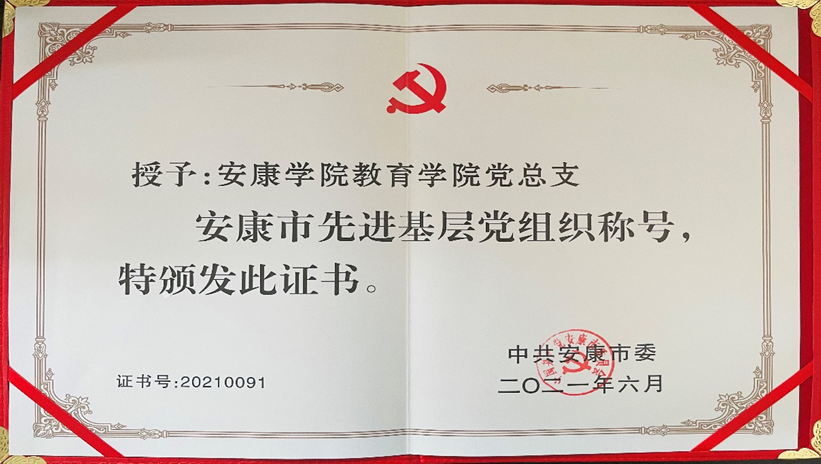 授予:安康学院教育学院党总支
安康市先进基层党组织称号,
特颁发此证书。
中共安康市委
证书号:20210091
二〇二一年六月